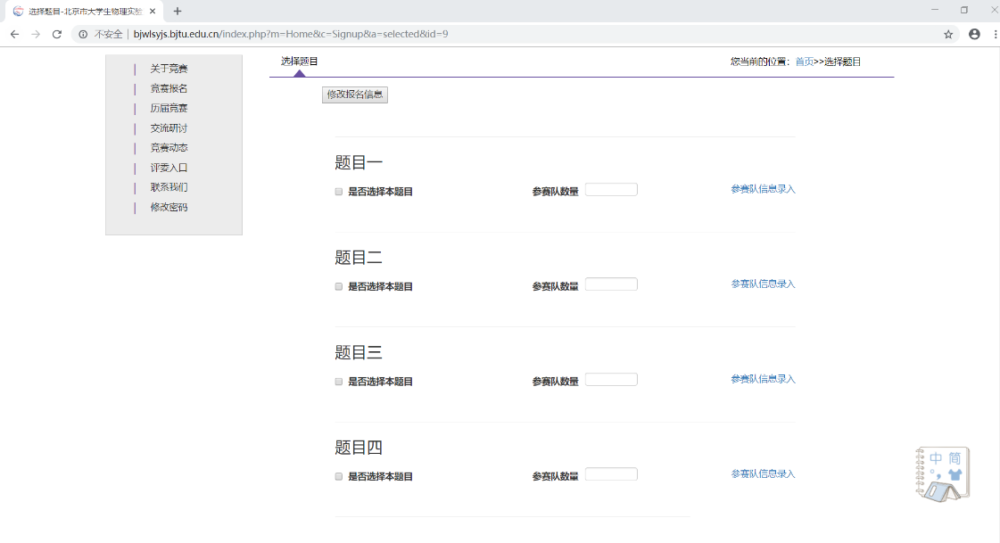 选择题目-北京市大学生物理实验
不安全 | bjwlsyjs.bjtu.edu.cn/index.php?m=Home&c=Signup&a=selected&id=9
关于竞赛
竞赛报名
历届竞赛
交流研讨
竞赛动态
评委入口
联系我们
修改密码
选择题目
您当前的位置：首页>>选择题目
修改报名信息
题目一
是否选择本题目 参赛队数量 参赛队信息录入
题目二
是否选择本题目 参赛队数量 参赛队信息录入
题目三
是否选择本题目 参赛队数量 参赛队信息录入
题目四
是否选择本题目 参赛队数量 参赛队信息录入
中 简